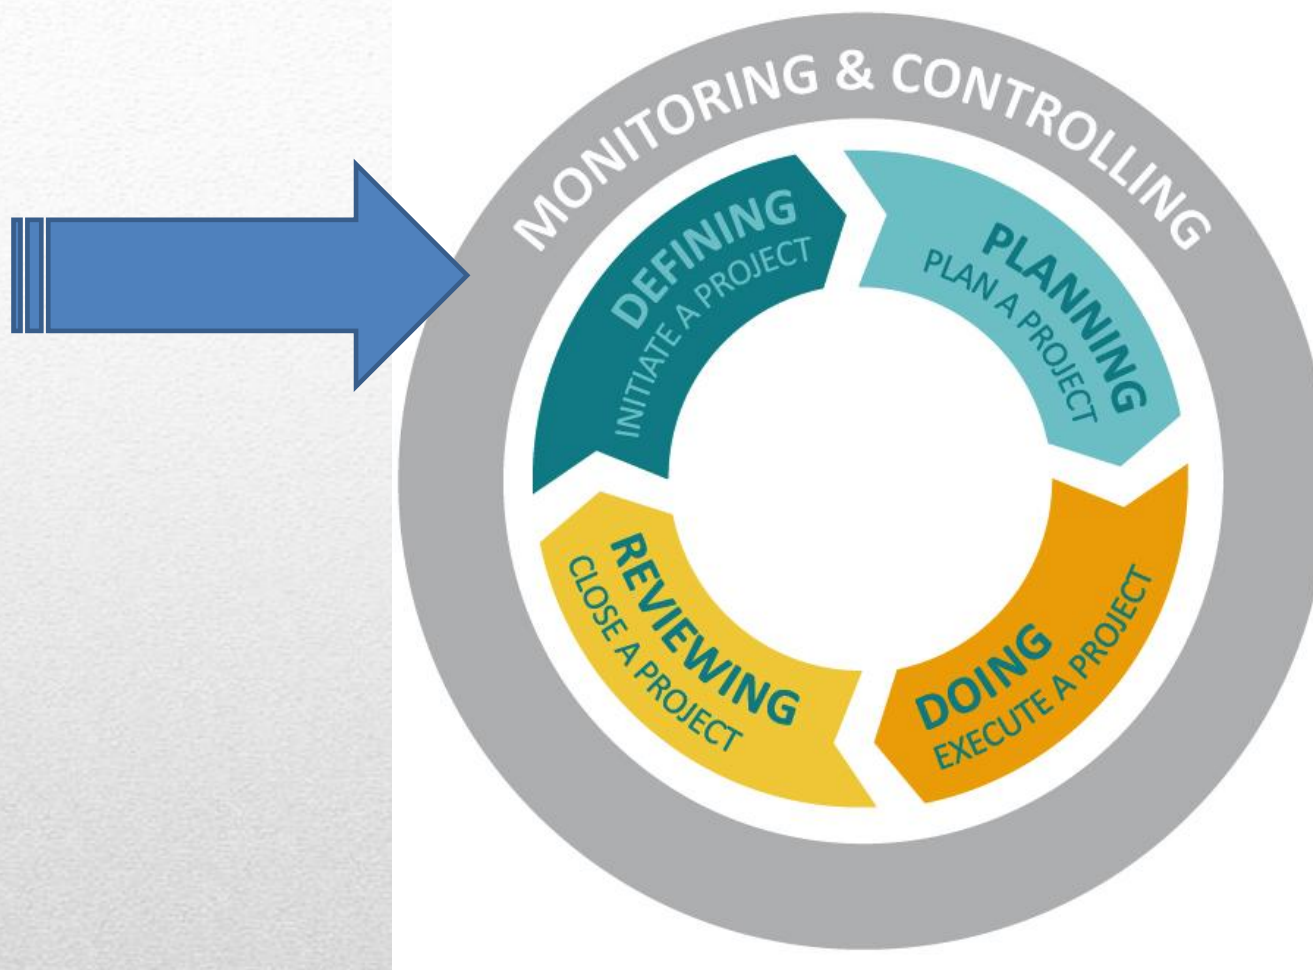 MONITORING & CONTROLLING
DEFINING
INITIATE A PROJECT
PLANNING
PLAN A PROJECT
DOING
EXECUTE A PROJECT
REVIEWING
CLOSE A PROJECT